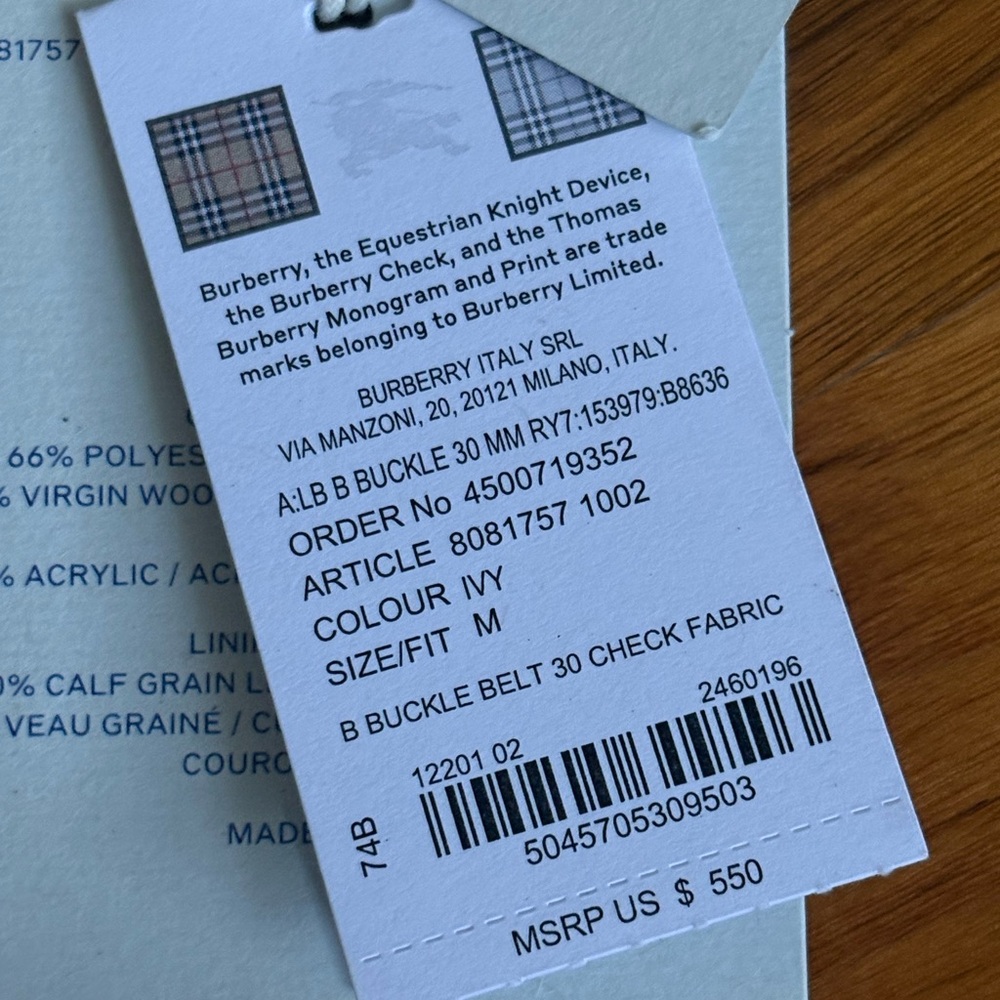 81757
66% POLYES
% VIRGIN WOO
% ACRYLIC /
LINI
0% CALF GRAIN
VEAU GRAINÉ /
COURO
MADE
Burberry, the Equestrian Knight Device,
the Burberry Check, and the Thomas
Burberry Monogram and Print are trade
marks belonging to Burberry Limited.
BURBERRY ITALY SRL
VIA MANZONI, 20, 20121 MILANO, ITALY.
A:LB B BUCKLE 30 MM RY7:153979:B8636
ORDER No 4500719352
ARTICLE 8081757 1002
COLOUR IVY
SIZE/FIT M
B BUCKLE BELT 30 CHECK FABRIC
12201 02 2460196
74B
5045705309503
MSRP US $ 550